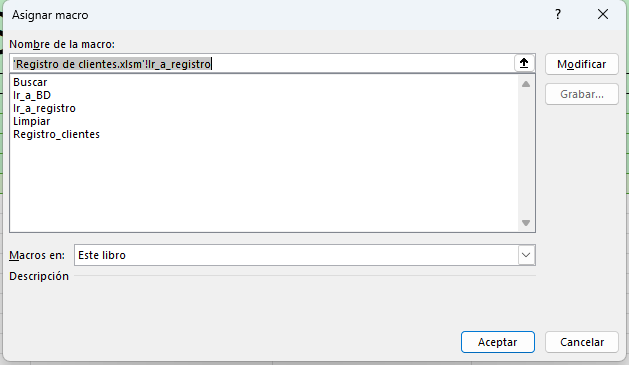 Asignar macro
Nombre de la macro:
'Registro de clientes.xlsm'!Ir_a_registro
Modificar
Buscar
Ir_a_BD
Ir_a_registro
Limpiar
Registro_clientes
Grabar...
Macros en: Este libro
Descripción
Aceptar
Cancelar